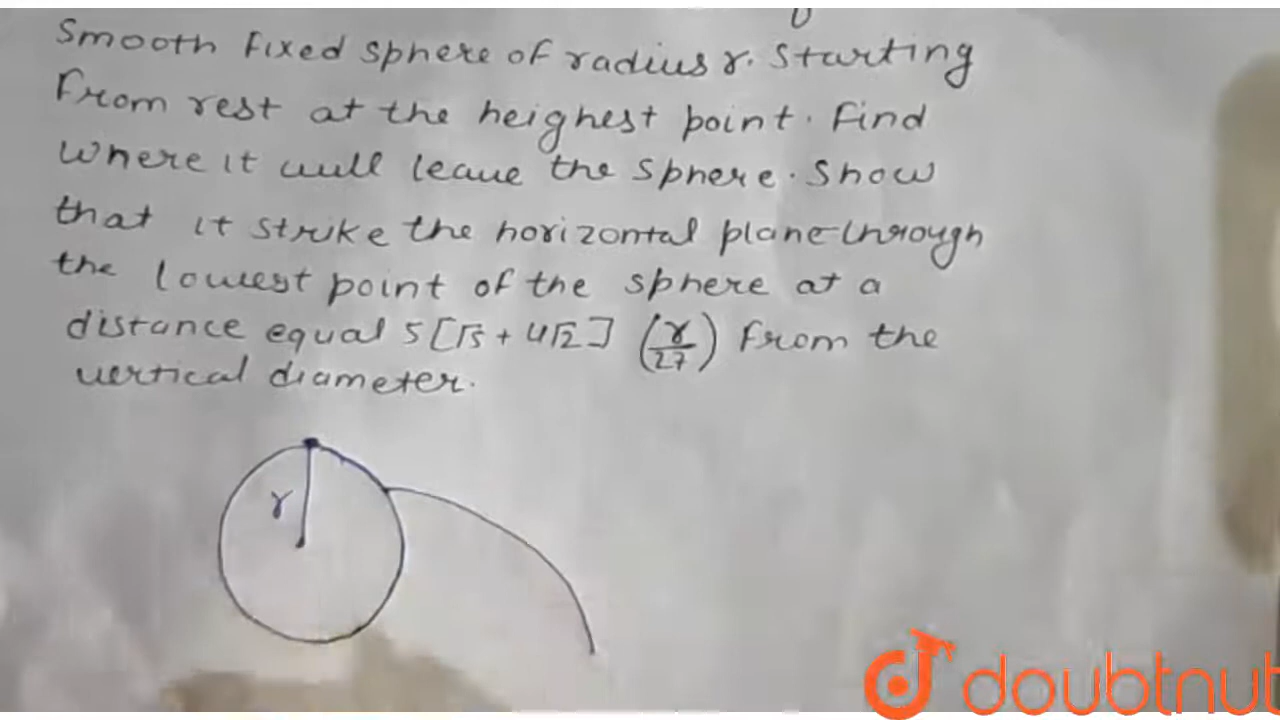 Smooth Fixed sphere of radius r. Starting
From rest at the heighest point. Find
where it will leave the sphere. Show
that it strike the horizontal plane through
the lowest point of the sphere at a
distance equal 5[√5 + 4√2] (r/27) from the
vertical diameter.
r
doubtnut